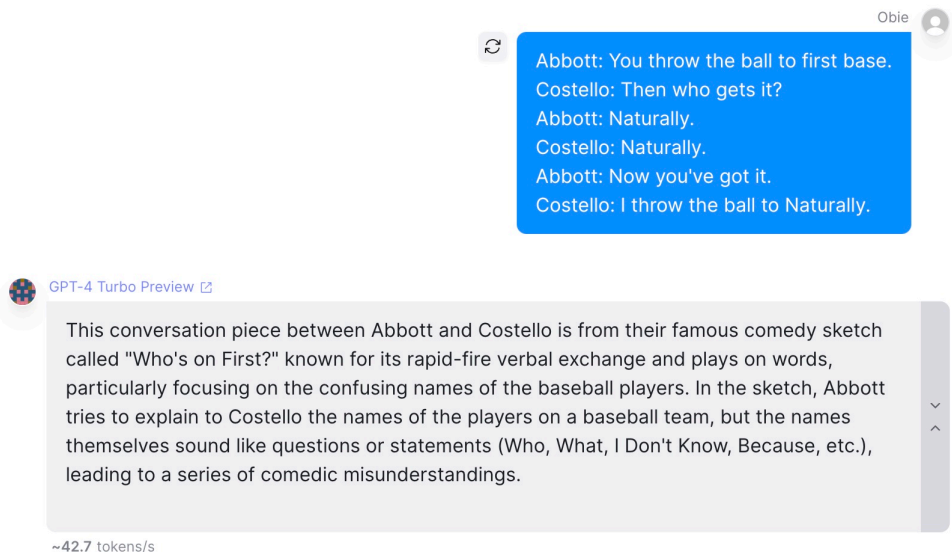 Obie
Abbott: You throw the ball to first base.
Costello: Then who gets it?
Abbott: Naturally.
Costello: Naturally.
Abbott: Now you've got it.
Costello: I throw the ball to Naturally.
GPT-4 Turbo Preview
This conversation piece between Abbott and Costello is from their famous comedy sketch
called "Who's on First?" known for its rapid-fire verbal exchange and plays on words,
particularly focusing on the confusing names of the baseball players. In the sketch, Abbott
tries to explain to Costello the names of the players on a baseball team, but the names
themselves sound like questions or statements (Who, What, I Don't Know, Because, etc.),
leading to a series of comedic misunderstandings.
~42.7 tokens/s